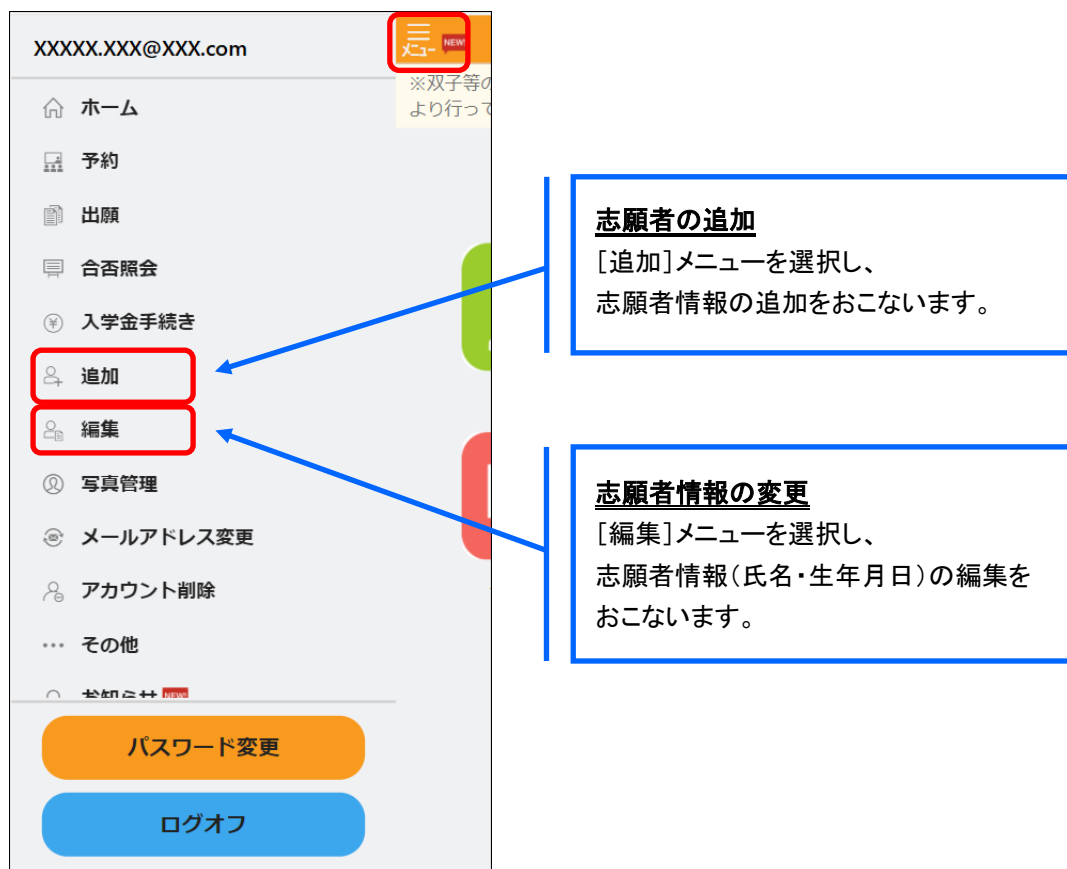 XXXXX.XXX@XXX.com
メニュー NEW!
※双子等の
より行って
ホーム
予約
出願
合否照会
入学金手続き
追加
編集
写真管理
メールアドレス変更
アカウント削除
… その他
お知らせ NEW!
パスワード変更
ログオフ
志願者の追加
[追加]メニューを選択し、
志願者情報の追加をおこないます。
志願者情報の変更
[編集]メニューを選択し、
志願者情報(氏名・生年月日)の編集を
おこないます。